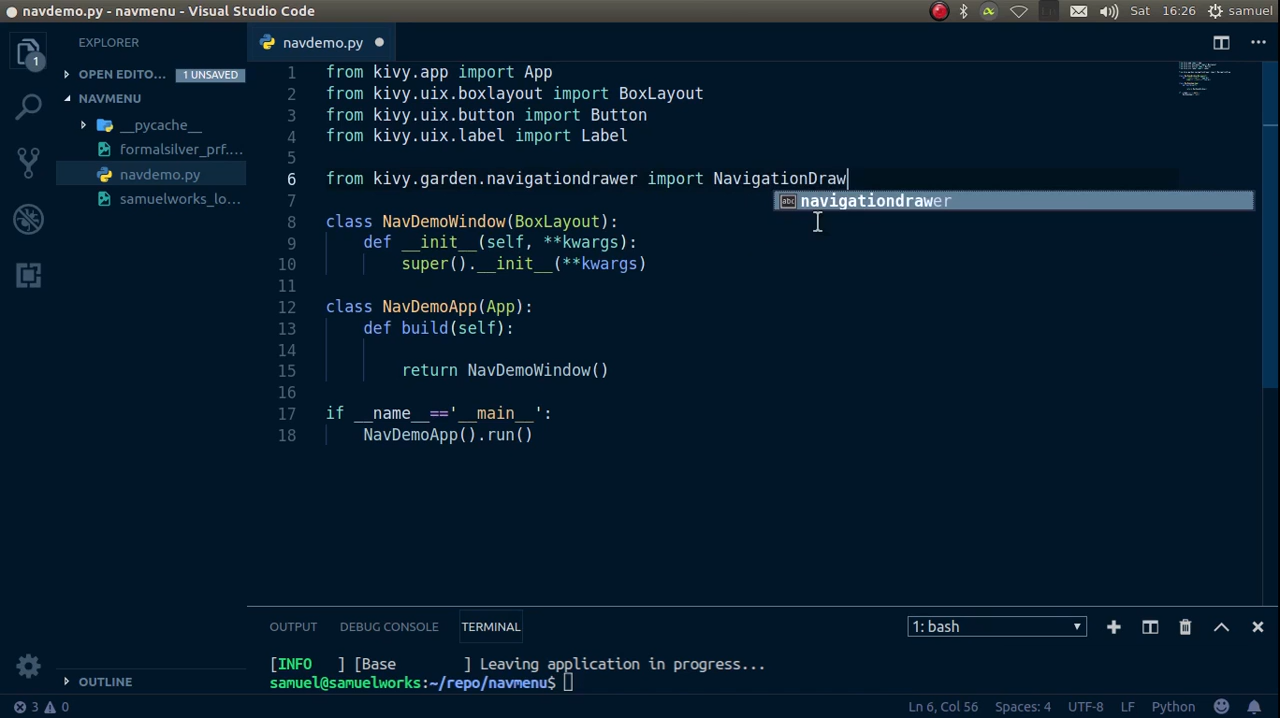 navdemo.py - navmenu - Visual Studio Code
Sat 16:26 samuel
EXPLORER
navdemo.py
1
OPEN EDITO... 1 UNSAVED
NAVMENU
__pycache__
formalsilver_prf....
navdemo.py
samuelworks_lo...
1 from kivy.app import App
2 from kivy.uix.boxlayout import BoxLayout
3 from kivy.uix.button import Button
4 from kivy.uix.label import Label
5
6 from kivy.garden.navigationdrawer import NavigationDraw
abc navigationdrawer
7
8 class NavDemoWindow(BoxLayout):
9 def __init__(self, **kwargs):
10 super().__init__(**kwargs)
11
12 class NavDemoApp(App):
13 def build(self):
14
15 return NavDemoWindow()
16
17 if __name__=='__main__':
18 NavDemoApp().run()
OUTPUT DEBUG CONSOLE TERMINAL 1: bash
[INFO ] [Base ] Leaving application in progress...
samuel@samuelworks:~/repo/navmenu$
OUTLINE
3 0 Ln 6, Col 56 Spaces: 4 UTF-8 LF Python